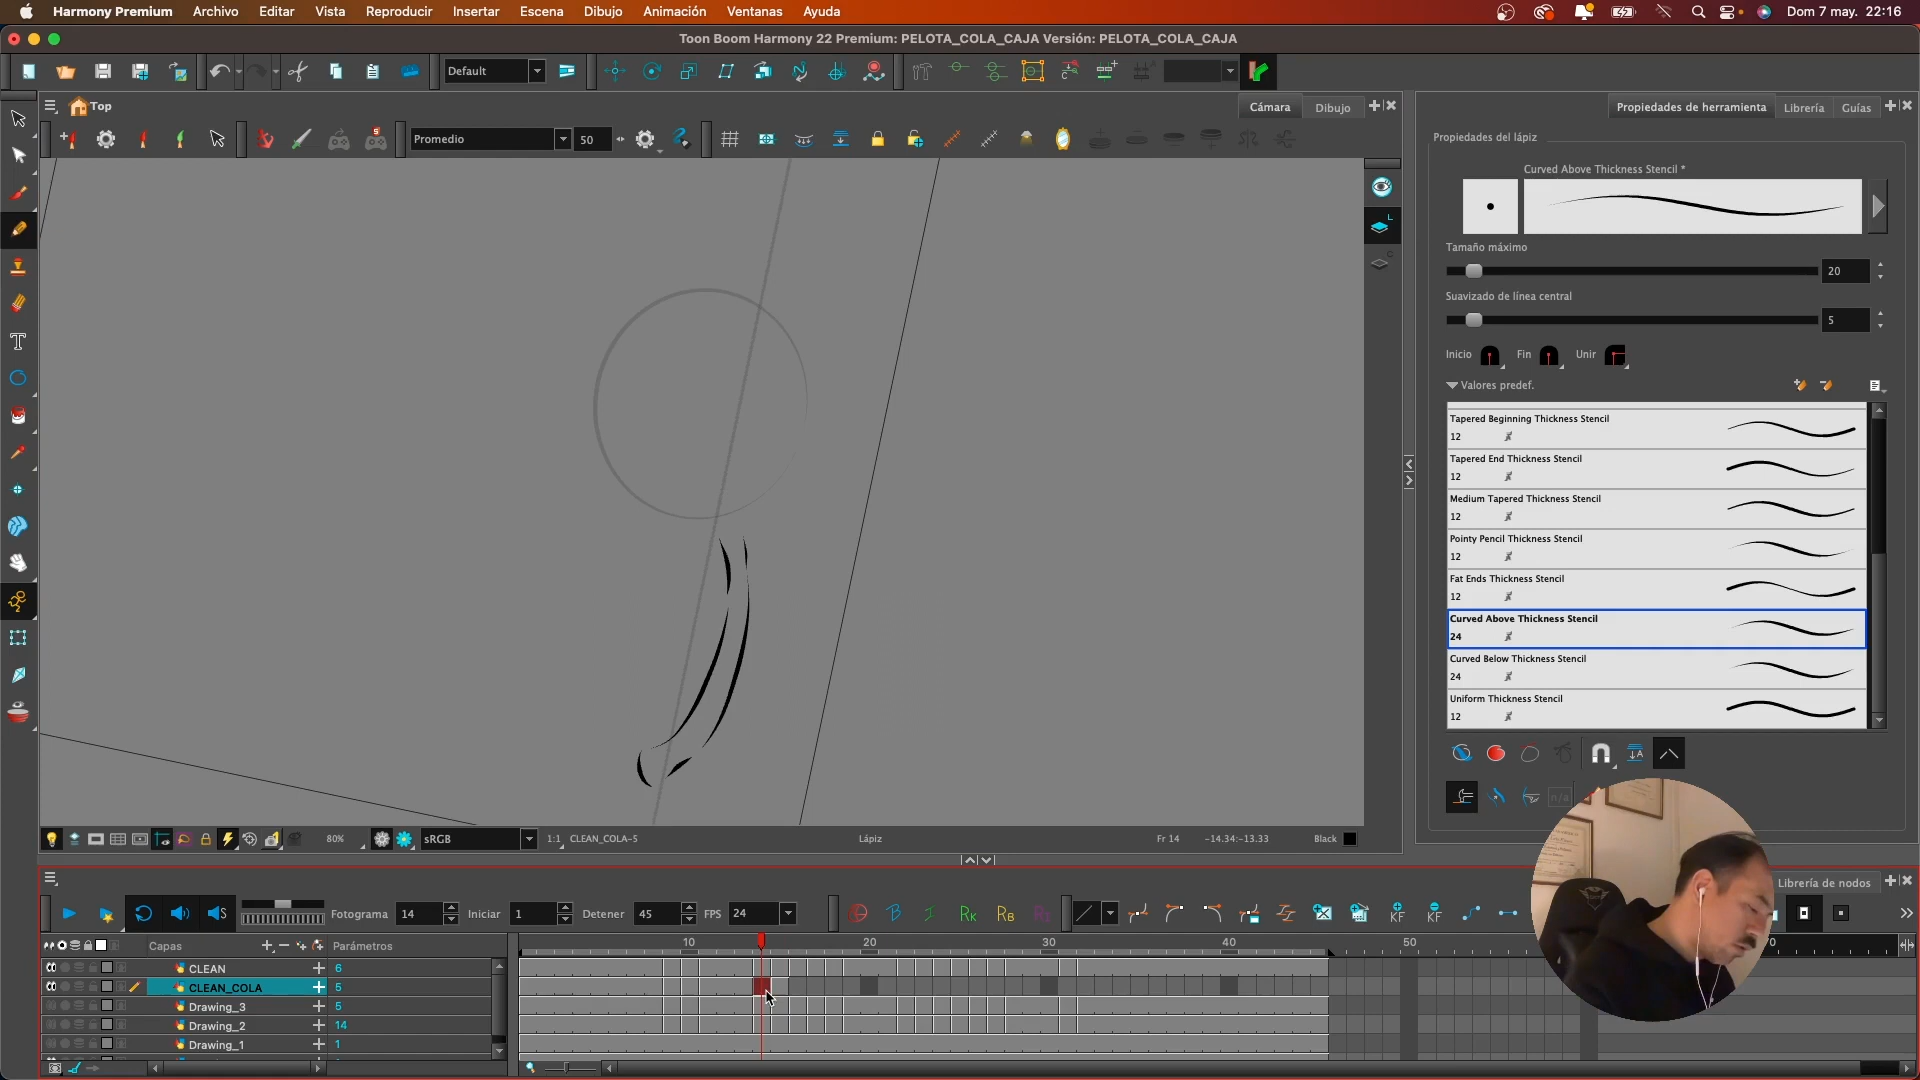 Harmony Premium Archivo Editar Vista Reproducir Insertar Escena Dibujo Animación Ventanas Ayuda Dom 7 may. 22:16
Toon Boom Harmony 22 Premium: PELOTA_COLA_CAJA Versión: PELOTA_COLA_CAJA
Default
Top Cámara Dibujo Propiedades de herramienta Librería Guías
Promedio 50
Propiedades del lápiz
Curved Above Thickness Stencil *
Tamaño máximo
20
Suavizado de línea central
5
Inicio Fin Unir
Valores predef.
Tapered Beginning Thickness Stencil
12
Tapered End Thickness Stencil
12
Medium Tapered Thickness Stencil
12
Pointy Pencil Thickness Stencil
12
Fat Ends Thickness Stencil
12
Curved Above Thickness Stencil
24
Curved Below Thickness Stencil
24
Uniform Thickness Stencil
12
n/a
80% sRGB 1:1 CLEAN_COLA-5 Lápiz Fr 14 -14.34:-13.33 Black
Librería de nodos
Fotograma 14 Iniciar 1 Detener 45 FPS 24
Capas Parámetros 10 20 30 40 50
CLEAN 6
CLEAN_COLA 5
Drawing_3 5
Drawing_2 14
Drawing_1 1